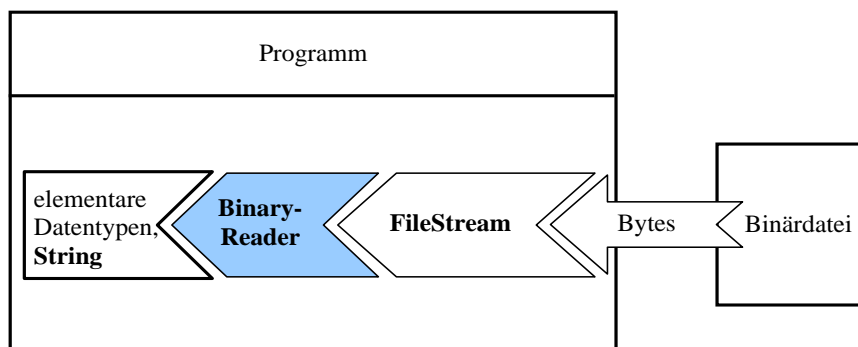 Programm
elementare
Datentypen,
String
Binary-
Reader
FileStream
Bytes
Binärdatei